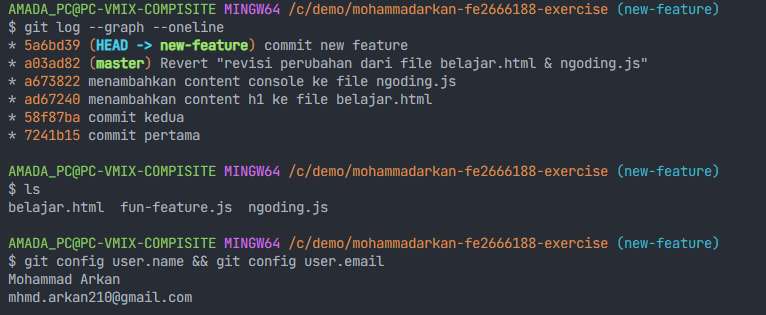 AMADA_PC@PC-VMIX-COMPISITE MINGW64 /c/demo/mohammadarkan-fe2666188-exercise (new-feature)
$ git log --graph --oneline
* 5a6bd39 (HEAD -> new-feature) commit new feature
* a03ad82 (master) Revert "revisi perubahan dari file belajar.html & ngoding.js"
* a673822 menambahkan content console ke file ngoding.js
* ad67240 menambahkan content h1 ke file belajar.html
* 58f87ba commit kedua
* 7241b15 commit pertama
AMADA_PC@PC-VMIX-COMPISITE MINGW64 /c/demo/mohammadarkan-fe2666188-exercise (new-feature)
$ ls
belajar.html  fun-feature.js  ngoding.js
AMADA_PC@PC-VMIX-COMPISITE MINGW64 /c/demo/mohammadarkan-fe2666188-exercise (new-feature)
$ git config user.name && git config user.email
Mohammad Arkan
mhmd.arkan210@gmail.com